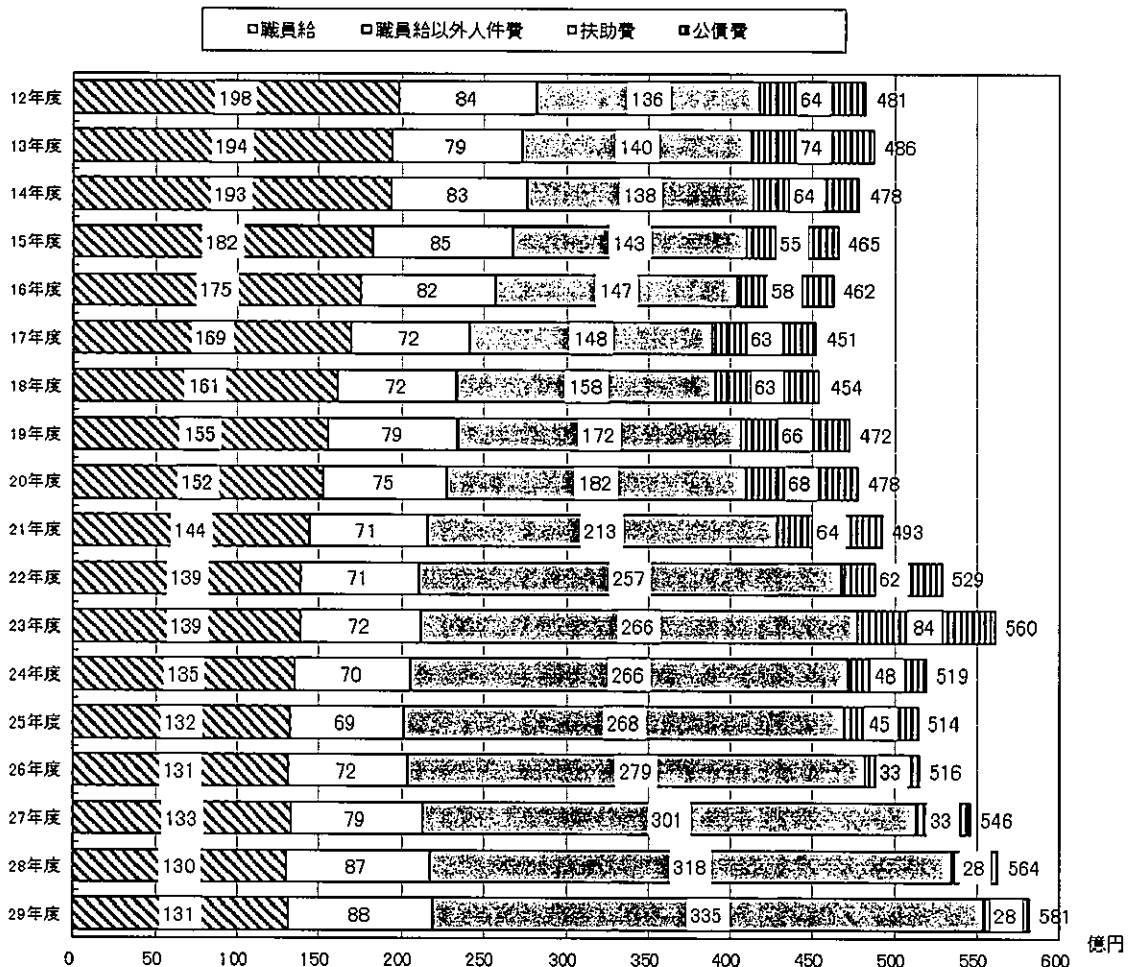 職員給 職員給以外人件費 扶助費 公債費
12年度 198 84 136 64 481
13年度 194 79 140 74 486
14年度 193 83 138 64 478
15年度 182 85 143 55 465
16年度 175 82 147 58 462
17年度 169 72 148 63 451
18年度 161 72 158 63 454
19年度 155 79 172 66 472
20年度 152 75 182 68 478
21年度 144 71 213 64 493
22年度 139 71 257 62 529
23年度 139 72 266 84 560
24年度 135 70 266 48 519
25年度 132 69 268 45 514
26年度 131 72 279 33 516
27年度 133 79 301 33 546
28年度 130 87 318 28 564
29年度 131 88 335 28 581
億円
0 50 100 150 200 250 300 350 400 450 500 550 600